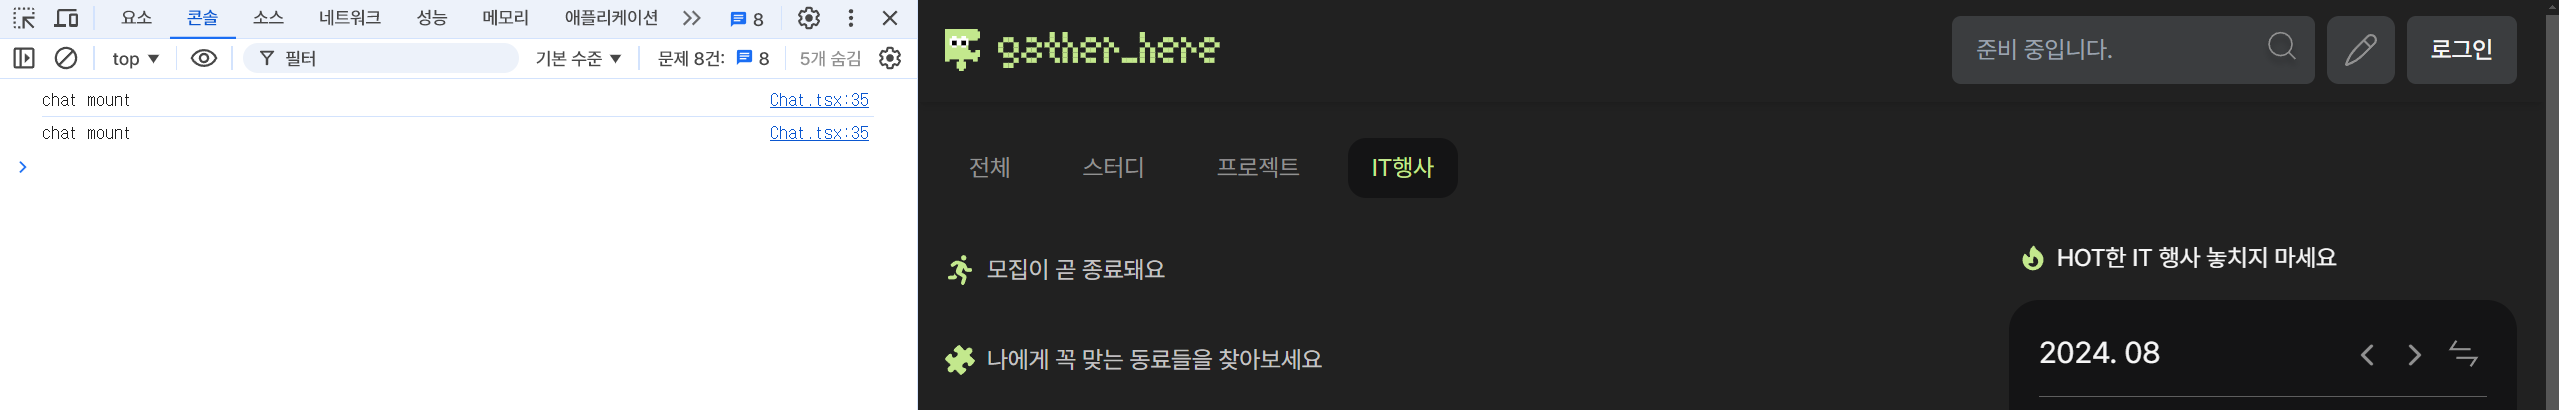 요소 콘솔 소스 네트워크 성능 메모리 애플리케이션 8
top 필터 기본 수준 문제 8건: 8 5개 숨김
chat mount Chat.tsx:35
chat mount Chat.tsx:35
gather_here 준비 중입니다. 로그인
전체 스터디 프로젝트 IT행사
모집이 곧 종료돼요
나에게 꼭 맞는 동료들을 찾아보세요
HOT한 IT 행사 놓치지 마세요
2024. 08